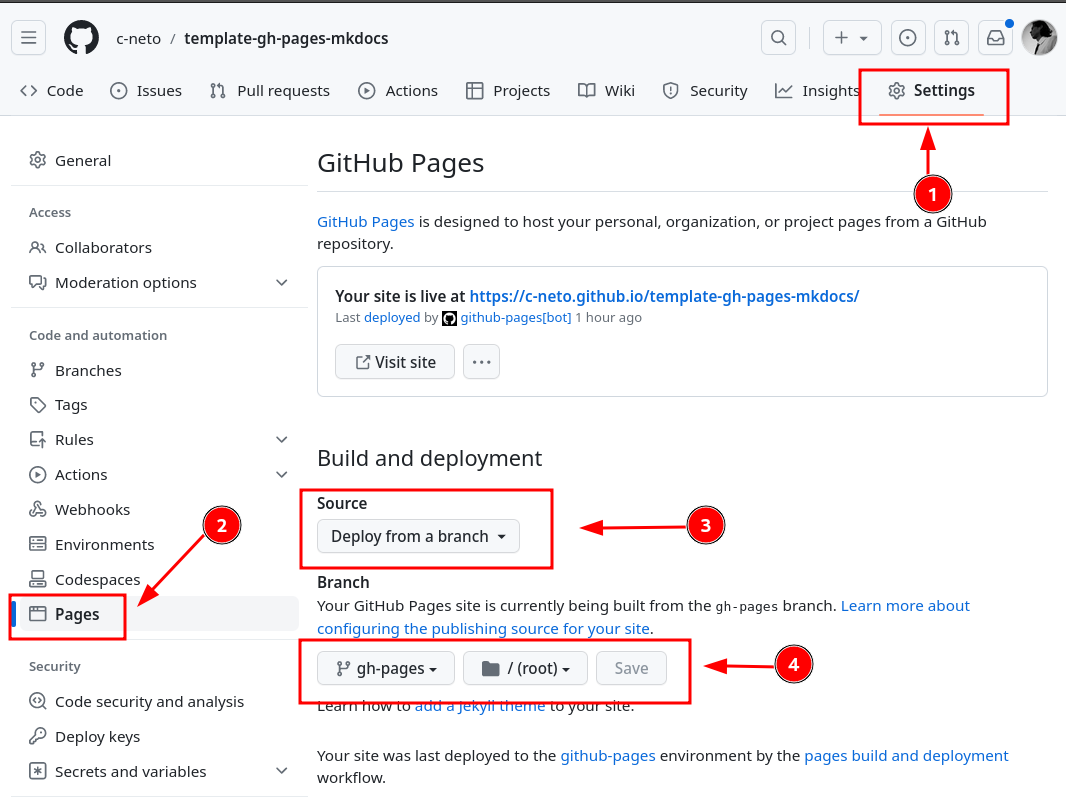 c-neto / template-gh-pages-mkdocs
Code Issues Pull requests Actions Projects Wiki Security Insights Settings
1
General
Access
Collaborators
Moderation options
Code and automation
Branches
Tags
Rules
Actions
Webhooks
Environments
Codespaces
Pages
2
Security
Code security and analysis
Deploy keys
Secrets and variables
GitHub Pages
GitHub Pages is designed to host your personal, organization, or project pages from a GitHub
repository.
Your site is live at https://c-neto.github.io/template-gh-pages-mkdocs/
Last deployed by github-pages[bot] 1 hour ago
Visit site
Build and deployment
Source
Deploy from a branch
3
Branch
Your GitHub Pages site is currently being built from the gh-pages branch. Learn more about
configuring the publishing source for your site.
gh-pages / (root) Save
4
Learn how to add a Jekyll theme to your site.
Your site was last deployed to the github-pages environment by the pages build and deployment
workflow.